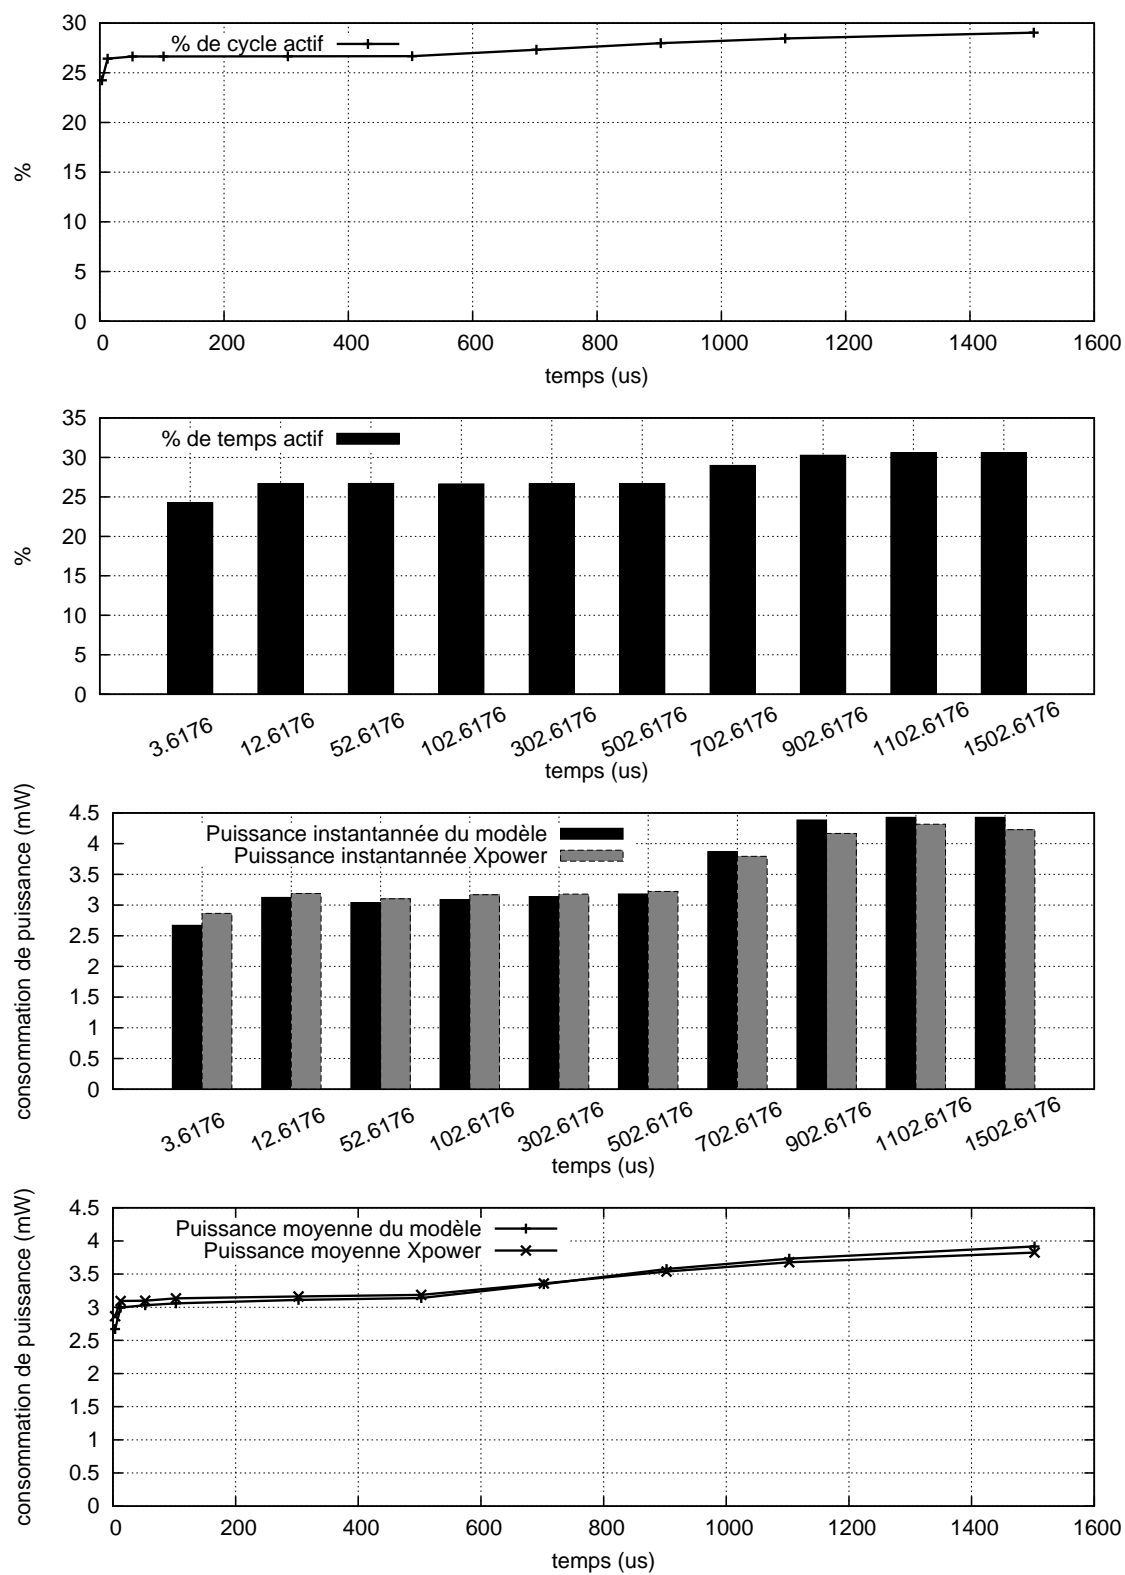 30
% de cycle actif
25
20
%
15
10
5
0
0 200 400 600 800 1000 1200 1400 1600
temps (us)
35
% de temps actif
30
25
20
%
15
10
5
0
3.6176 12.6176 52.6176 102.6176 302.6176 502.6176 702.6176 902.6176 1102.6176 1502.6176
temps (us)
consommation de puissance (mW)
4.5
Puissance instantannée du modèle
4
Puissance instantannée Xpower
3.5
3
2.5
2
1.5
1
0.5
0
3.6176 12.6176 52.6176 102.6176 302.6176 502.6176 702.6176 902.6176 1102.6176 1502.6176
temps (us)
consommation de puissance (mW)
4.5
Puissance moyenne du modèle
4
Puissance moyenne Xpower
3.5
3
2.5
2
1.5
1
0.5
0
0 200 400 600 800 1000 1200 1400 1600
temps (us)